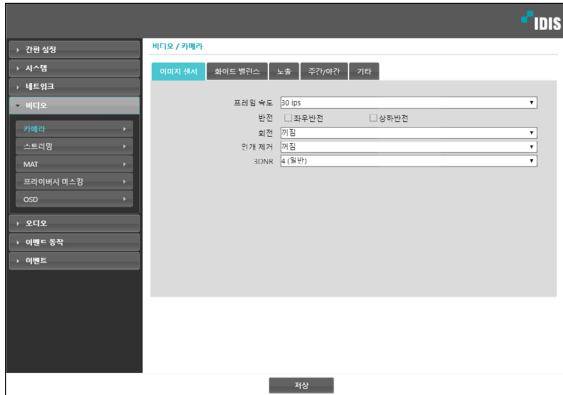 IDIS
간편 설정
시스템
네트워크
비디오
카메라
스트리밍
MAT
프라이버시 마스킹
OSD
오디오
이벤트 동작
이벤트
비디오 / 카메라
이미지 센서 화이트 밸런스 노출 주간/야간 기타
프레임 속도 30 ips
반전 좌우반전 상하반전
회전 꺼짐
안개 제거 꺼짐
3DNR 4 (일반)
저장